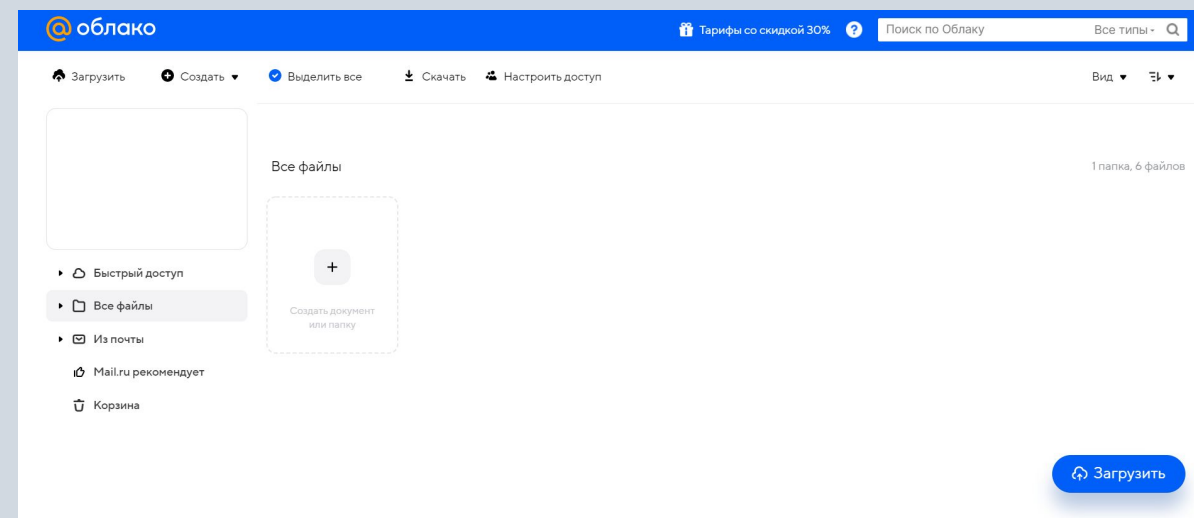 @ облако
Тарифы со скидкой 30% ? Поиск по Облаку Все типы
Загрузить Создать Выделить все Скачать Настроить доступ Вид
Все файлы 1 папка, 6 файлов
Создать документ
или папку
Быстрый доступ
Все файлы
Из почты
Mail.ru рекомендует
Корзина
Загрузить